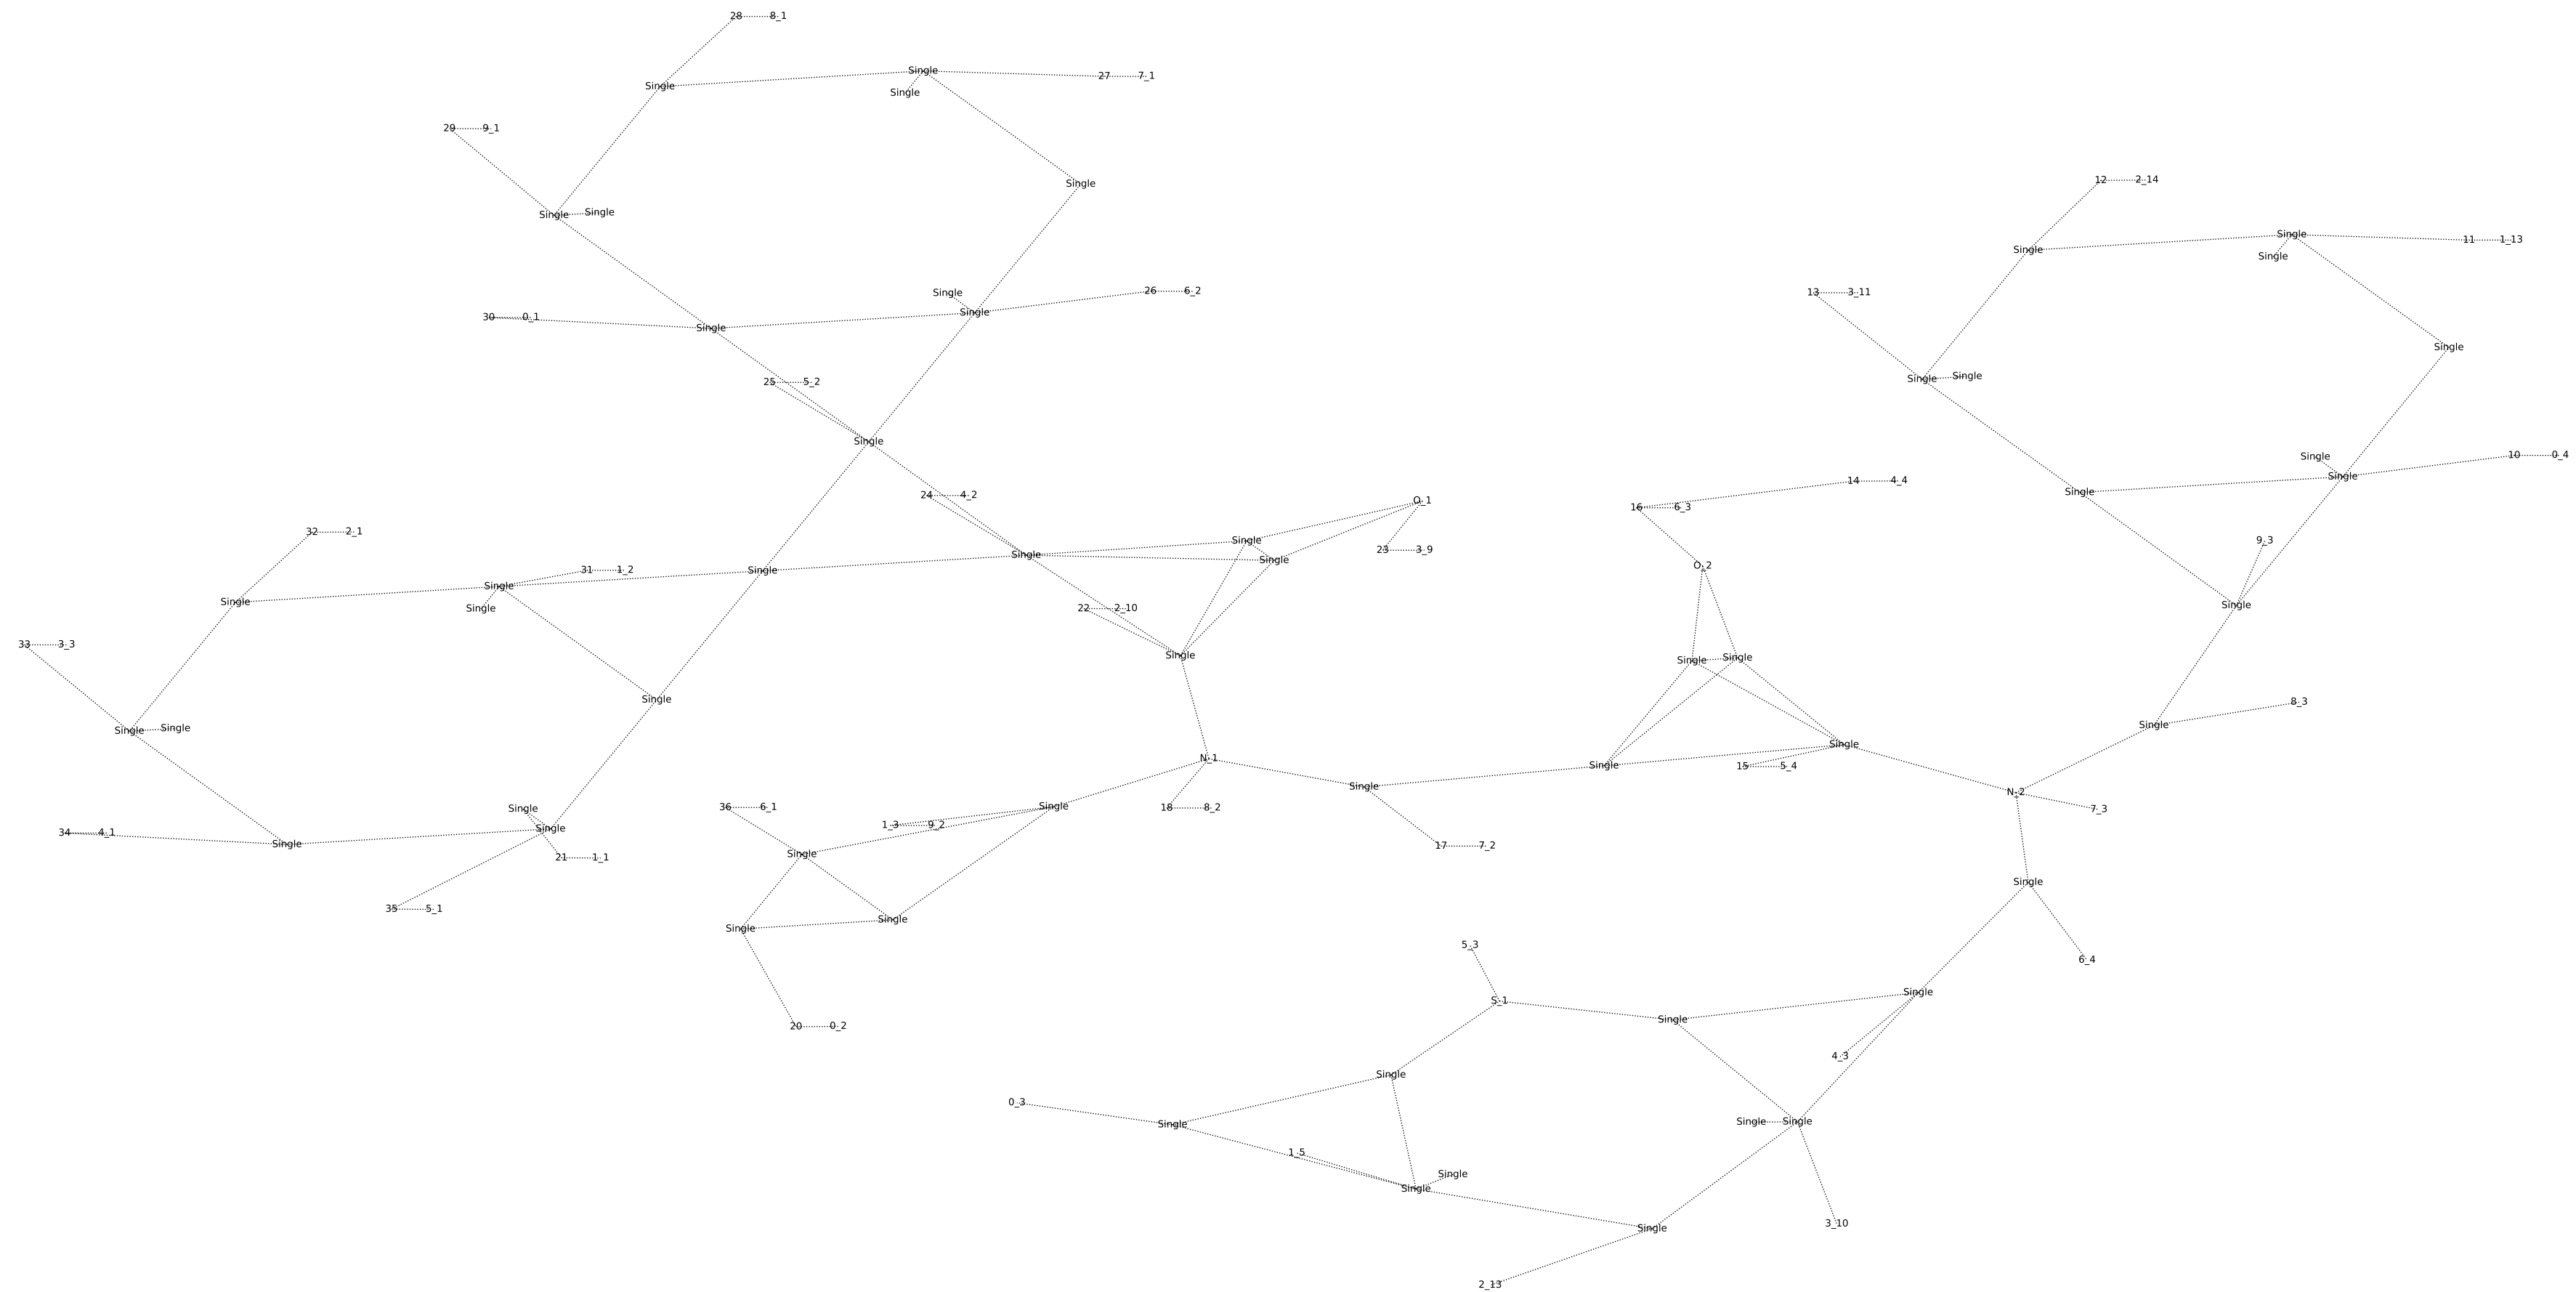 28 8_1
Single
27 7_1
Single
Single
29 9_1
12 2_14
Single
Single Single
Single
11 1_13
Single
Single
26 6_2
Single
13 3_11
Single
30 0_1
Single
Single
Single Single
25 5_2
Single
Single
10 0_4
Single
14 4_4
Single
24 4_2
O_1
16 6_3
32 2_1
Single
9_3
23 3_9
Single
Single
O_2
31 1_2
Single
Single
Single
Single
Single
22 2_10
33 3_3
Single
Single
Single
Single
8_3
Single
Single Single
Single
N_1
Single
15 5_4
Single
N_2
Single
36 6_1
Single
18 8_2
7_3
Single
1_3 9_2
Single
34 4_1
Single
17 7_2
Single
21 1_1
Single
35 5_1
Single
Single
5_3
6_4
Single
S_1
Single
20 0_2
4_3
Single
0_3
Single
Single Single
1_5
Single
Single
3_10
Single
2_13